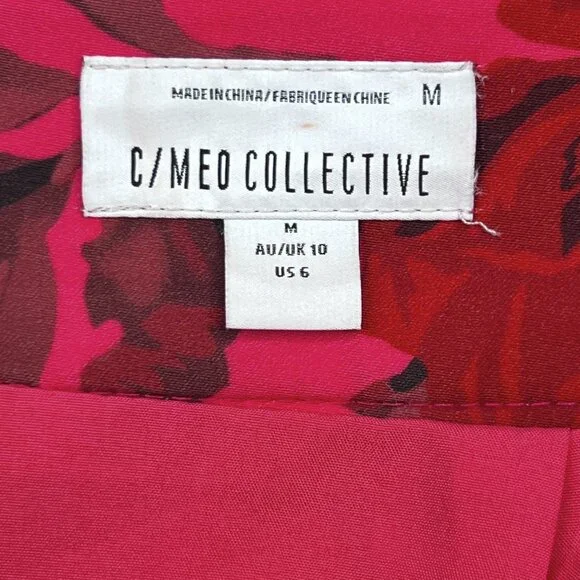 MADE IN CHINA/FABRIQUE EN CHINE M
C/MEO COLLECTIVE
M
AU/UK 10
US 6